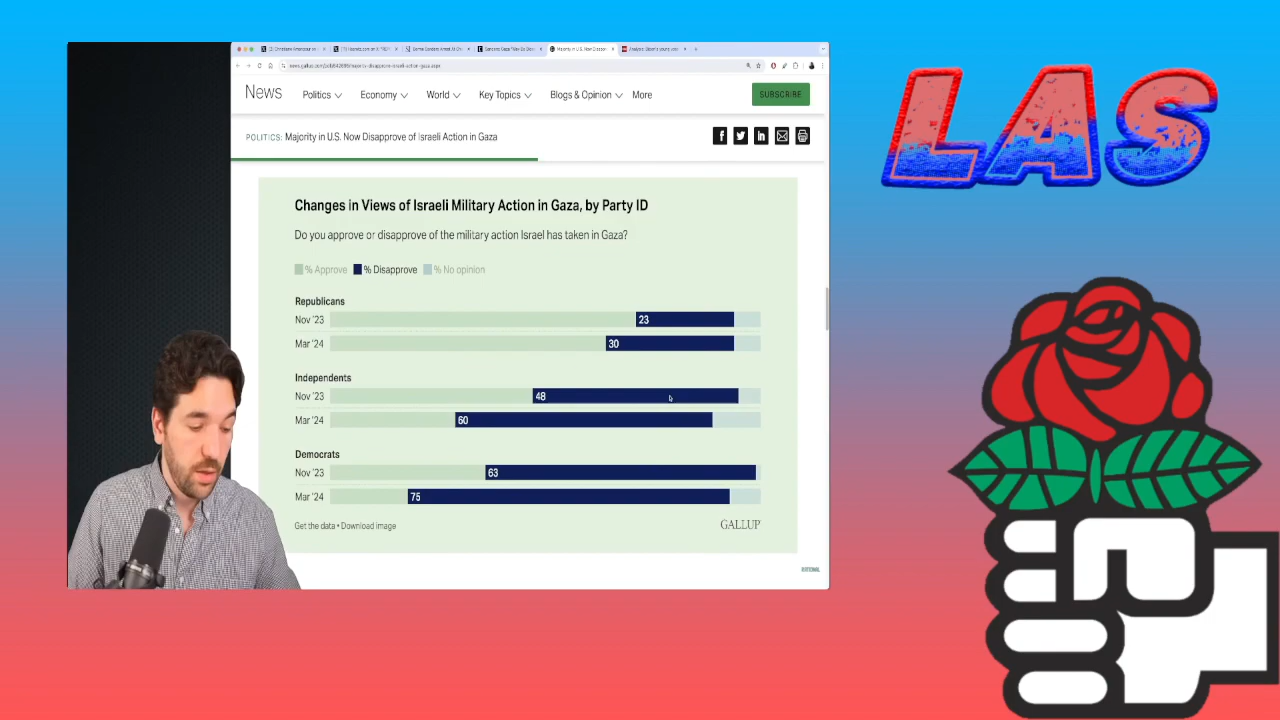 News
Politics
Economy
World
Key Topics
Blogs & Opinion
More
SUBSCRIBE
POLITICS: Majority in U.S. Now Disapprove of Israeli Action in Gaza
Changes in Views of Israeli Military Action in Gaza, by Party ID
Do you approve or disapprove of the military action Israel has taken in Gaza?
% Approve % Disapprove % No opinion
Republicans
Nov '23 23
Mar '24 30
Independents
Nov '23 48
Mar '24 60
Democrats
Nov '23 63
Mar '24 75
Get the data • Download image
GALLUP
LAS